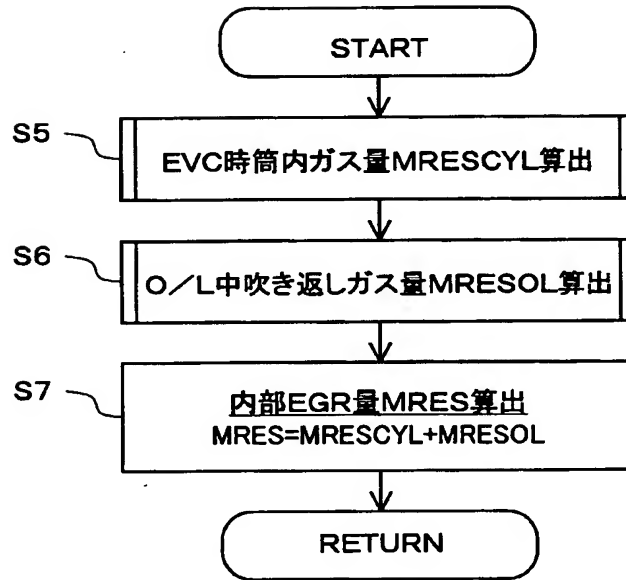 START
S5
EVC時筒内ガス量MRESCYL算出
S6
O／L中吹き返しガス量MRESOL算出
S7
内部EGR量MRES算出
MRES=MRESCYL+MRESOL
RETURN